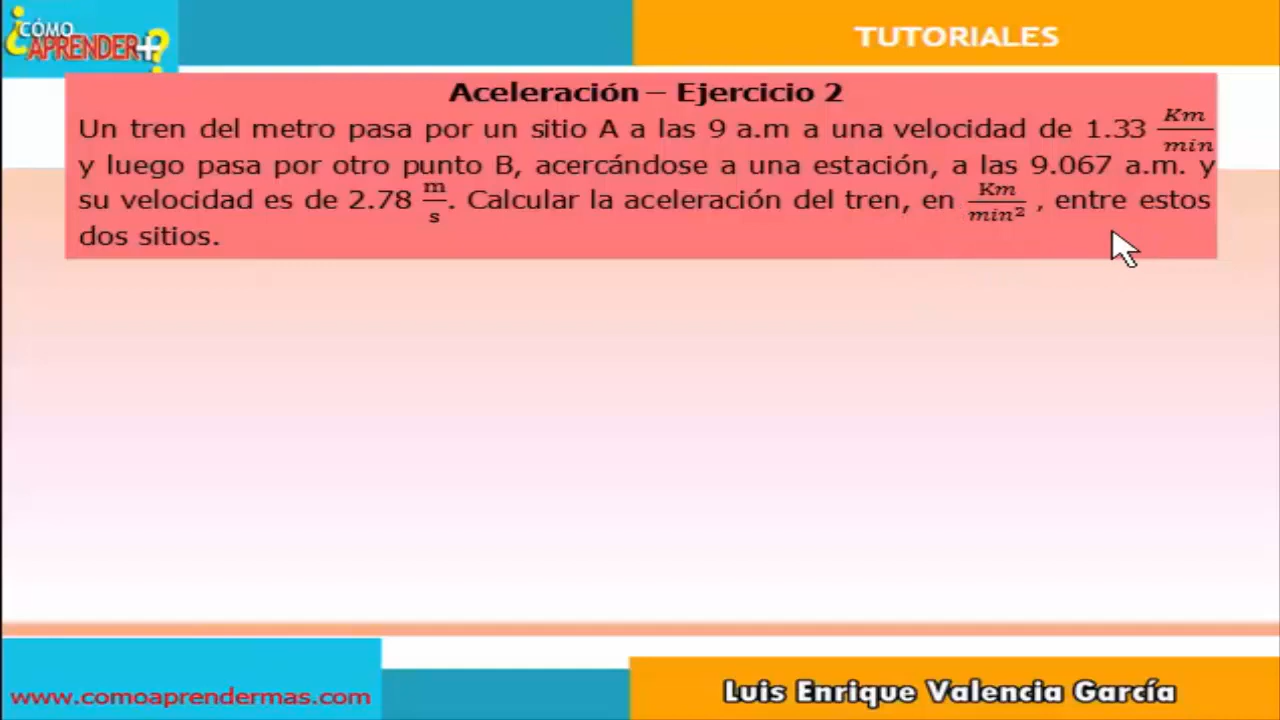 ¿CÓMO
APRENDER+?
TUTORIALES
Aceleración – Ejercicio 2
Un tren del metro pasa por un sitio A a las 9 a.m a una velocidad de 1.33 Km/min
y luego pasa por otro punto B, acercándose a una estación, a las 9.067 a.m. y
su velocidad es de 2.78 m/s. Calcular la aceleración del tren, en Km/min², entre estos
dos sitios.
www.comoaprendermas.com
Luis Enrique Valencia García